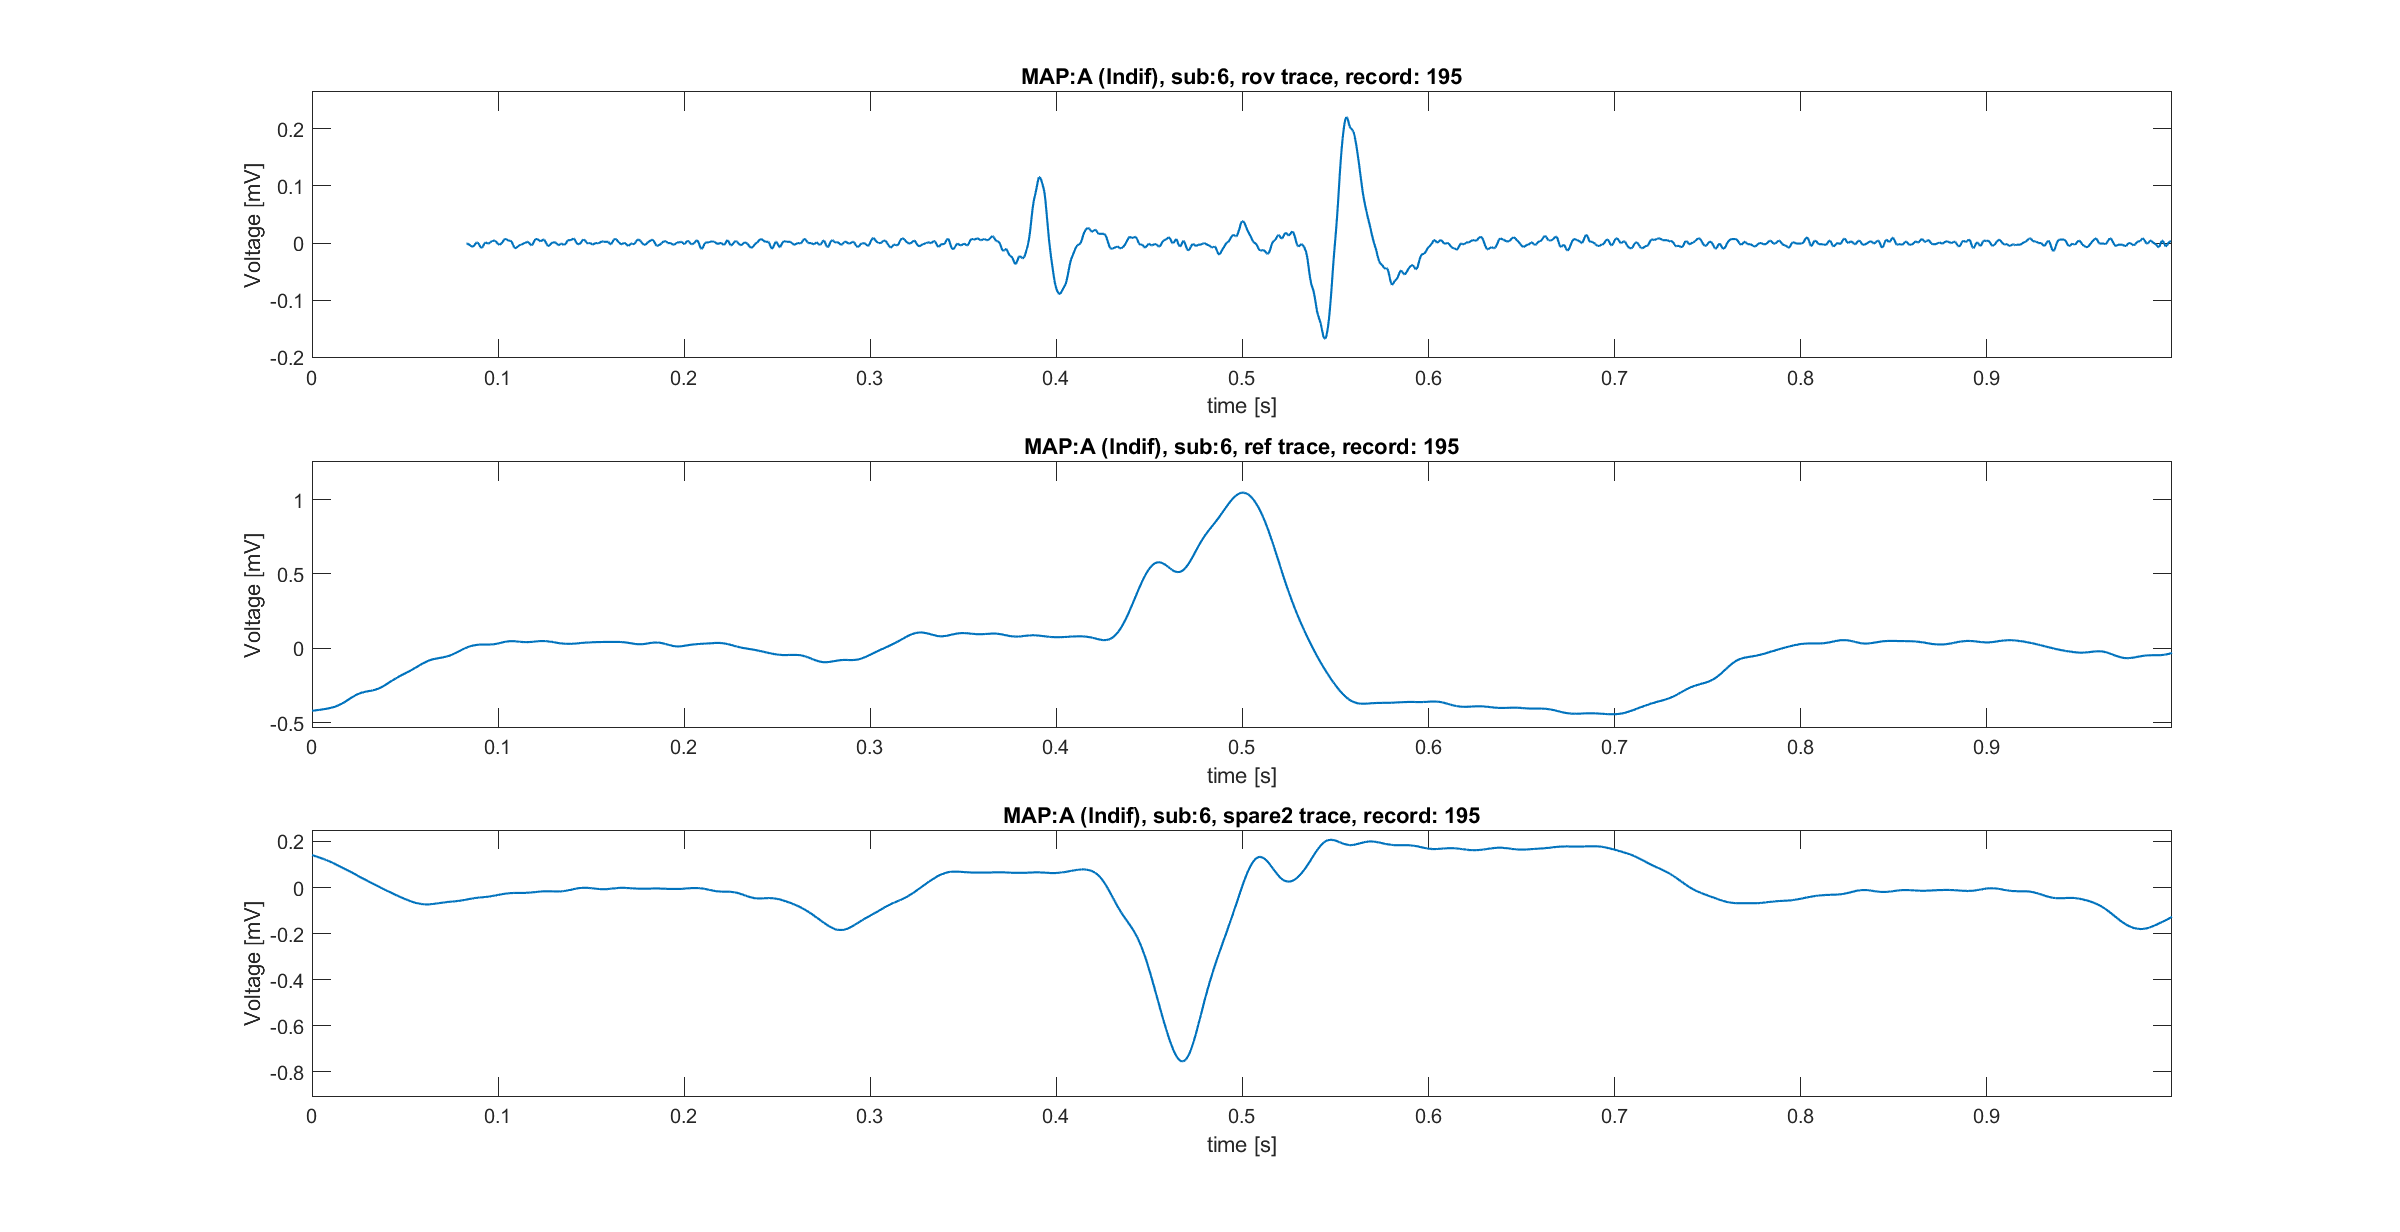 MAP:A (Indif), sub:6, rov trace, record: 195
0.2
0.1
0
-0.1
-0.2
Voltage [mV]
0 0.1 0.2 0.3 0.4 0.5 0.6 0.7 0.8 0.9
time [s]
MAP:A (Indif), sub:6, ref trace, record: 195
1
0.5
0
-0.5
Voltage [mV]
0 0.1 0.2 0.3 0.4 0.5 0.6 0.7 0.8 0.9
time [s]
MAP:A (Indif), sub:6, spare2 trace, record: 195
0.2
0
-0.2
-0.4
-0.6
-0.8
Voltage [mV]
0 0.1 0.2 0.3 0.4 0.5 0.6 0.7 0.8 0.9
time [s]